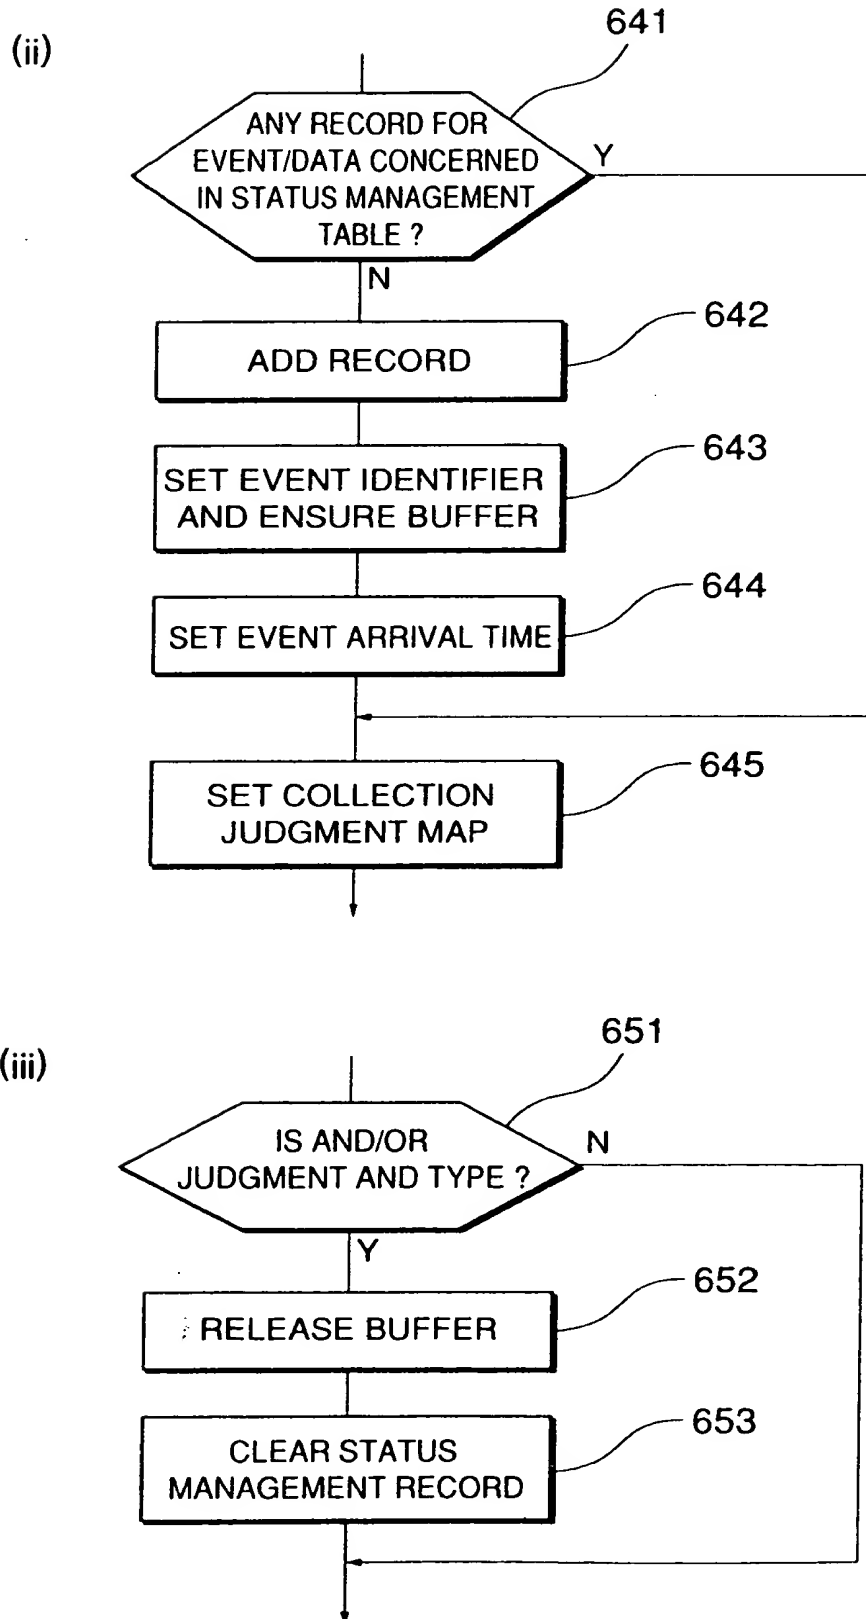 (ii)
641
ANY RECORD FOR
EVENT/DATA CONCERNED
IN STATUS MANAGEMENT
TABLE ?
Y
N
642
ADD RECORD
643
SET EVENT IDENTIFIER
AND ENSURE BUFFER
644
SET EVENT ARRIVAL TIME
645
SET COLLECTION
JUDGMENT MAP
(iii)
651
IS AND/OR
JUDGMENT AND TYPE ?
N
Y
652
RELEASE BUFFER
653
CLEAR STATUS
MANAGEMENT RECORD